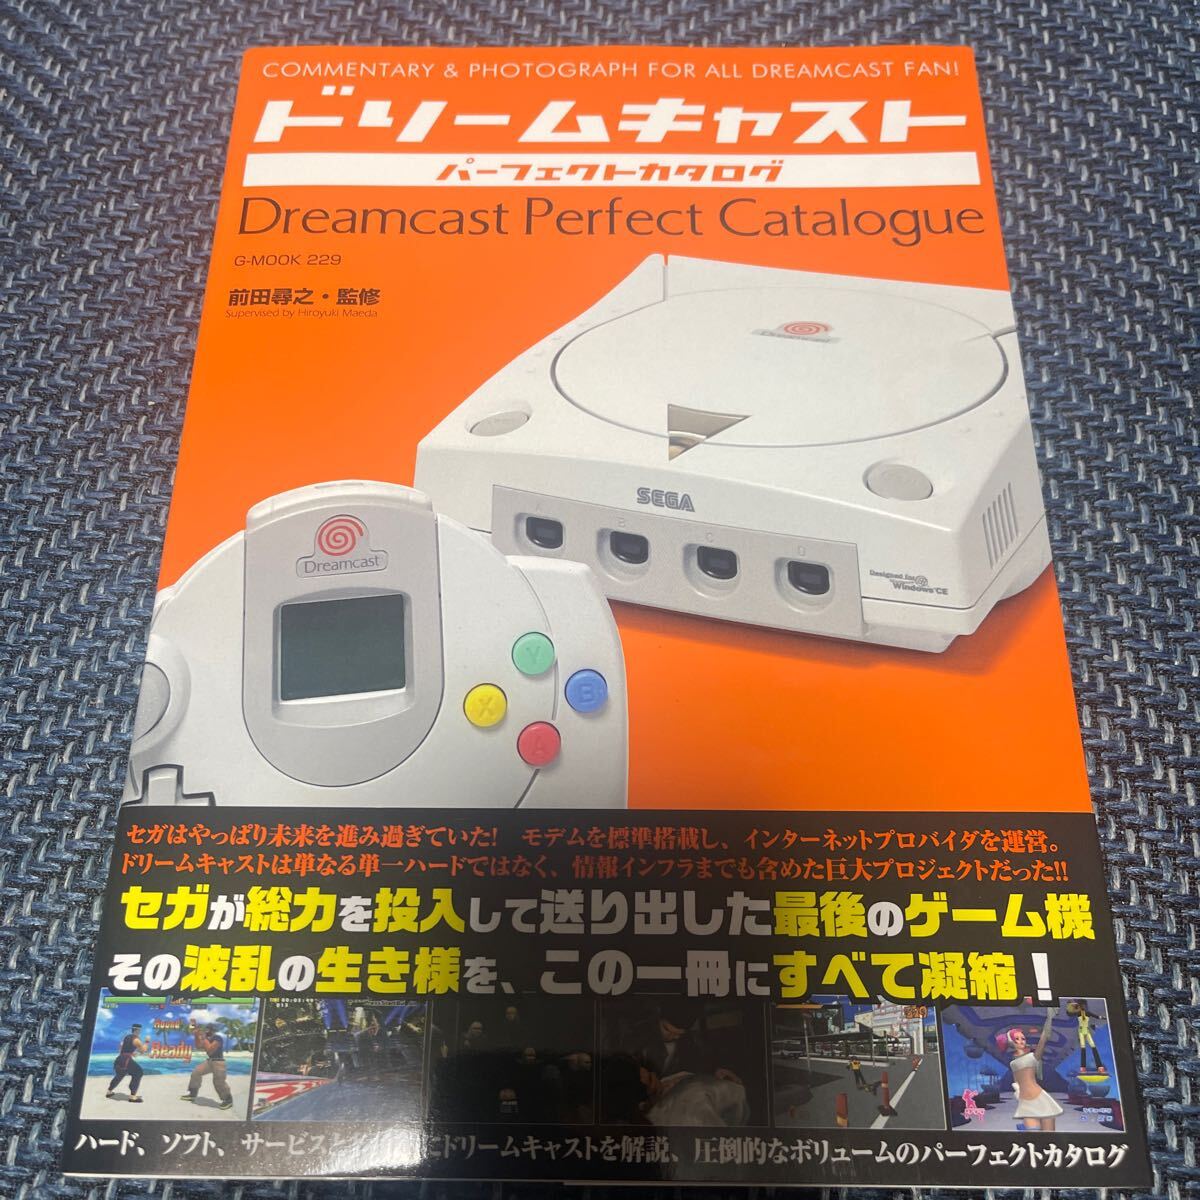 COMMENTARY & PHOTOGRAPH FOR ALL DREAMCAST FAN!
ドリームキャスト
パーフェクトカタログ
Dreamcast Perfect Catalogue
G-MOOK 229
前田尋之・監修
Supervised by Hiroyuki Maeda
Dreamcast
SEGA
A B C D
Designed for
Windows CE
Dreamcast
Y
X
B
A
セガはやっぱり未来を進み過ぎていた! モデムを標準搭載し、インターネットプロバイダを運営。
ドリームキャストは単なる単一ハードではなく、情報インフラまでも含めた巨大プロジェクトだった!!
セガが総力を投入して送り出した最後のゲーム機
その波乱の生き様を、この一冊にすべて凝縮!
Ready
ハード、ソフト、サービスと にドリームキャストを解説、圧倒的なボリュームのパーフェクトカタログ